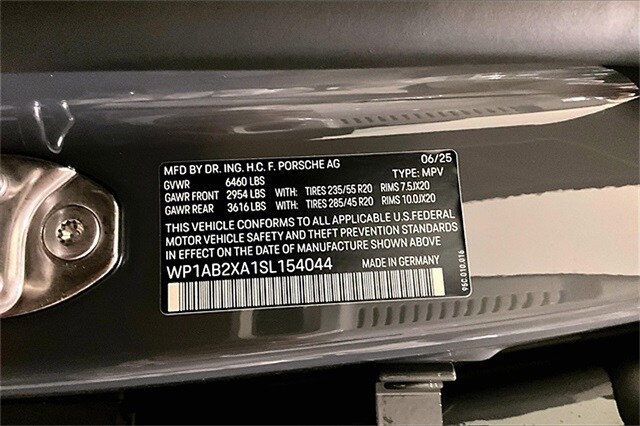 MFD BY DR. ING. H.C. F. PORSCHE AG 06/25
GVWR 6460 LBS TYPE: MPV
GAWR FRONT 2954 LBS WITH: TIRES 235/55 R20 RIMS 7.5JX20
GAWR REAR 3616 LBS WITH: TIRES 285/45 R20 RIMS 10.0JX20
THIS VEHICLE CONFORMS TO ALL APPLICABLE U.S.FEDERAL
MOTOR VEHICLE SAFETY AND THEFT PREVENTION STANDARDS
IN EFFECT ON THE DATE OF MANUFACTURE SHOWN ABOVE
WP1AB2XA1SL154044 MADE IN GERMANY
95C.010.016